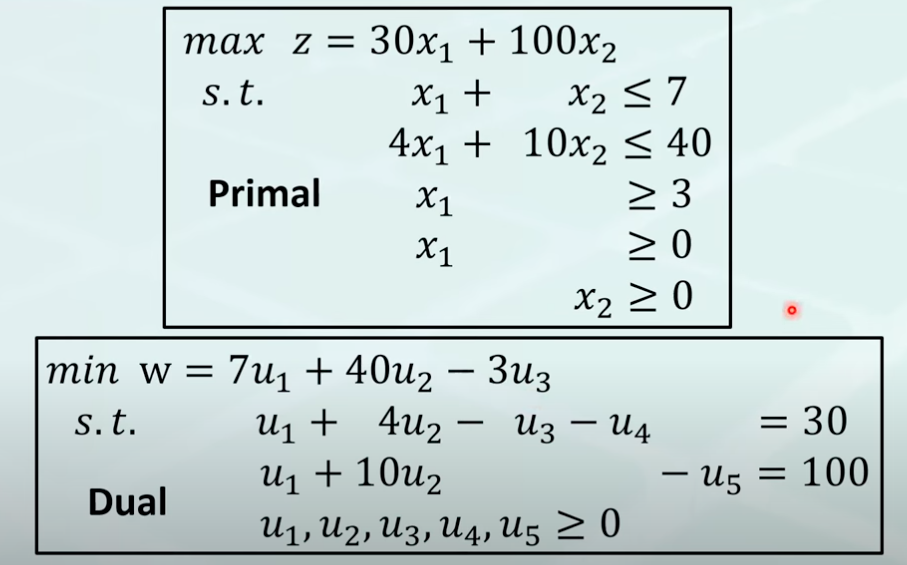 max z = 30x₁ + 100x₂
s.t. x₁ + x₂ ≤ 7
4x₁ + 10x₂ ≤ 40
Primal x₁ ≥ 3
x₁ ≥ 0
x₂ ≥ 0
min w = 7u₁ + 40u₂ − 3u₃
s.t. u₁ + 4u₂ − u₃ − u₄ = 30
u₁ + 10u₂ − u₅ = 100
Dual u₁, u₂, u₃, u₄, u₅ ≥ 0